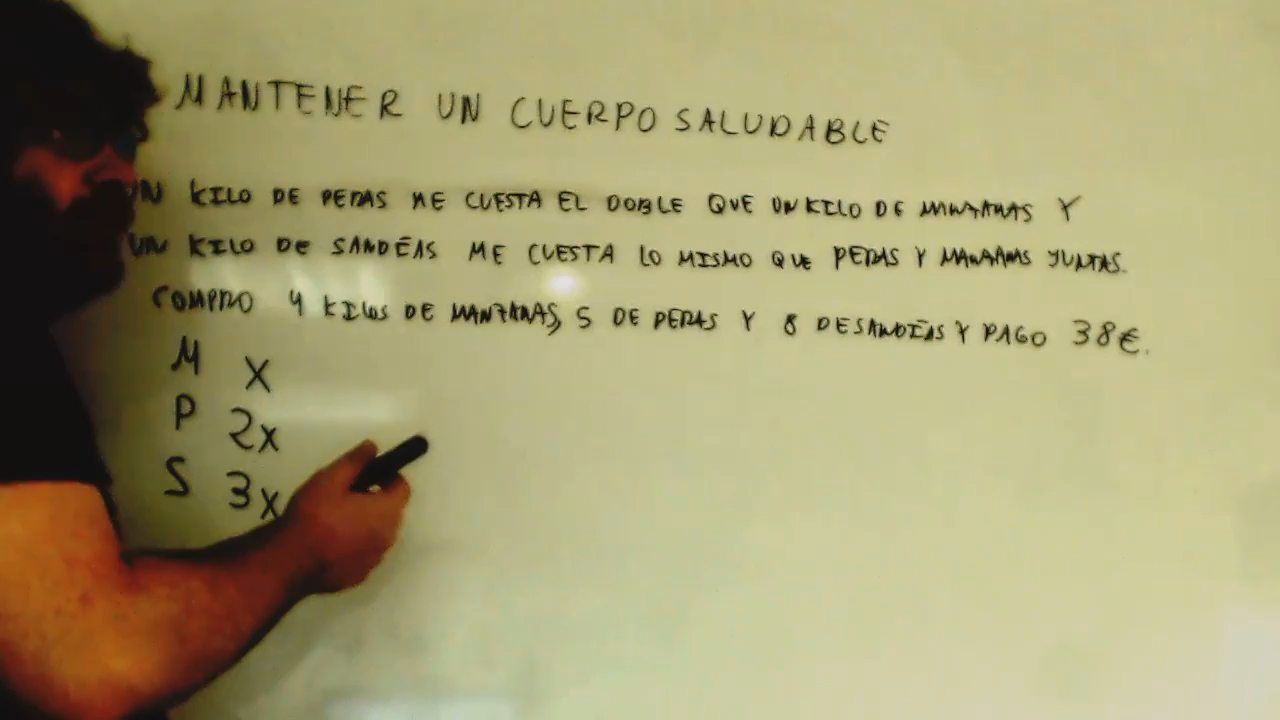 MANTENER UN CUERPO SALUDABLE
UN KILO DE PERAS ME CUESTA EL DOBLE QUE UN KILO DE MANZANAS Y
UN KILO DE SANDÍAS ME CUESTA LO MISMO QUE PERAS Y MANZANAS JUNTAS.
COMPRO 4 KILOS DE MANZANAS, 5 DE PERAS Y 8 DE SANDÍAS Y PAGO 38€.
M X
P 2x
S 3x